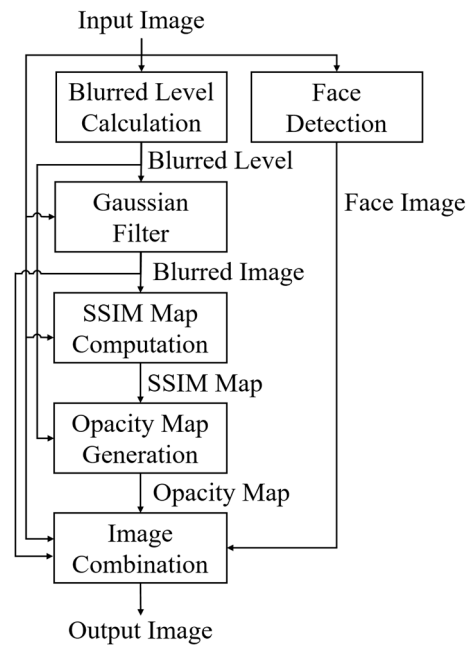 Input Image
Blurred Level
Calculation
Face
Detection
Blurred Level
Gaussian
Filter
Face Image
Blurred Image
SSIM Map
Computation
SSIM Map
Opacity Map
Generation
Opacity Map
Image
Combination
Output Image